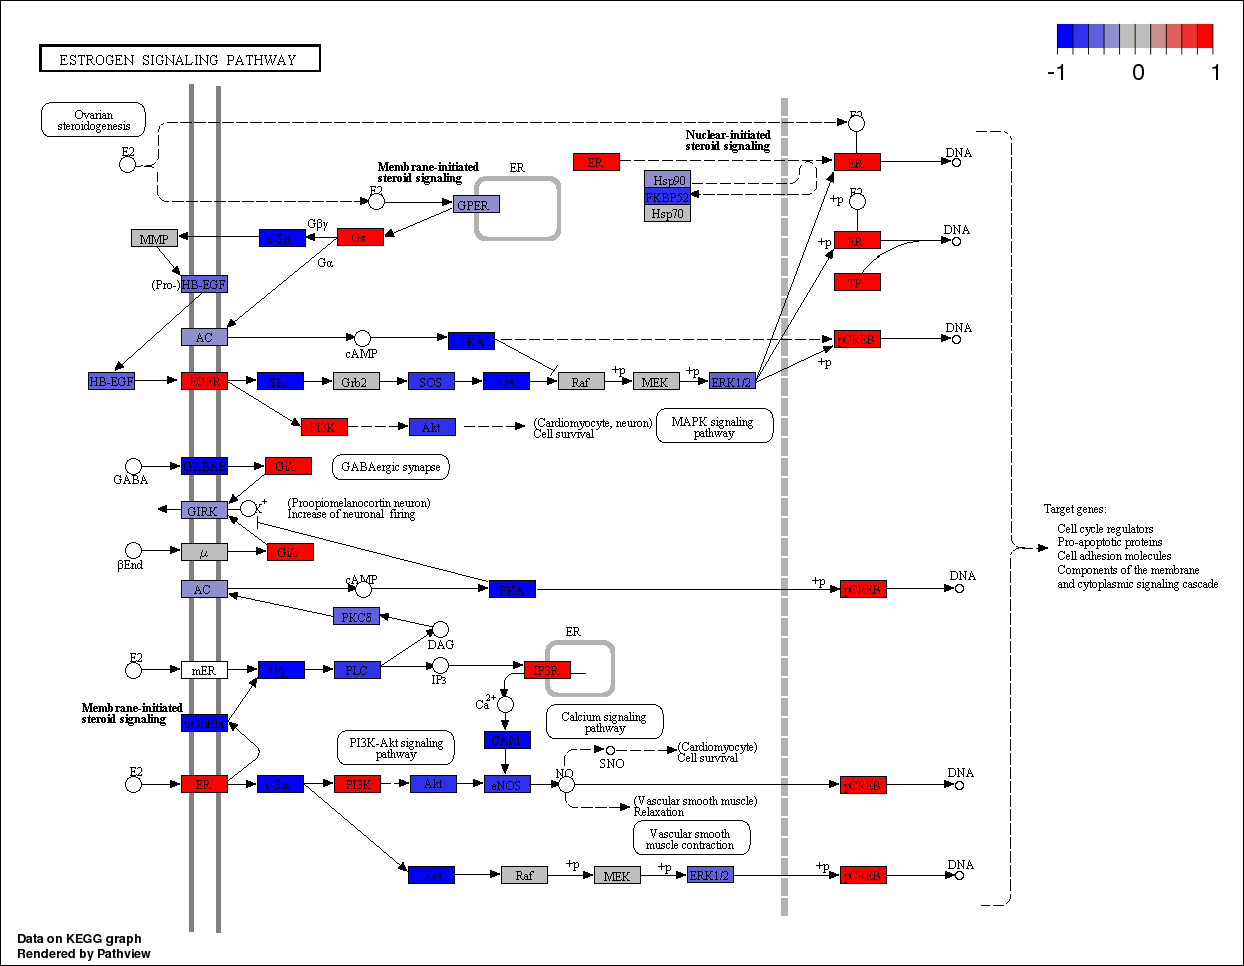 ESTROGEN SIGNALING PATHWAY
-1 0 1
Ovarian
steroidogenesis
E2
E2
Nuclear-initiated
steroid signaling
DNA
ER
ER
Membrane-initiated
steroid signaling
ER
Hsp90
FKBP52
Hsp70
E2
GPER
+p
E2
Gβγ
MMP
c-Src
Gs
+p
ER
DNA
Gα
(Pro-)
HB-EGF
TF
AC
cAMP
PKA
pCREB
DNA
+p
HB-EGF
EGFR
Shc
Grb2
SOS
Ras
Raf
+p
MEK
+p
ERK1/2
PI3K
Akt
(Cardiomyocyte, neuron)
Cell survival
MAPK signaling
pathway
GABA
GABAB
Gi/o
GABAergic synapse
GIRK
K+
(Proopiomelanocortin neuron)
Increase of neuronal firing
Target genes:
Cell cycle regulators
Pro-apoptotic proteins
Cell adhesion molecules
Components of the membrane
and cytoplasmic signaling cascade
βEnd
μ
Gi/o
AC
cAMP
PKA
+p
pCREB
DNA
PKCδ
DAG
ER
E2
mER
Gq
PLC
IP3
IP3R
Ca2+
Membrane-initiated
steroid signaling
Calcium signaling
pathway
CAM
PI3K-Akt signaling
pathway
(Cardiomyocyte)
Cell survival
SNO
NO
E2
ER
c-Src
PI3K
Akt
eNOS
pCREB
DNA
(Vascular smooth muscle)
Relaxation
Vascular smooth
muscle contraction
Ras
Raf
+p
MEK
+p
ERK1/2
+p
pCREB
DNA
Data on KEGG graph
Rendered by Pathview